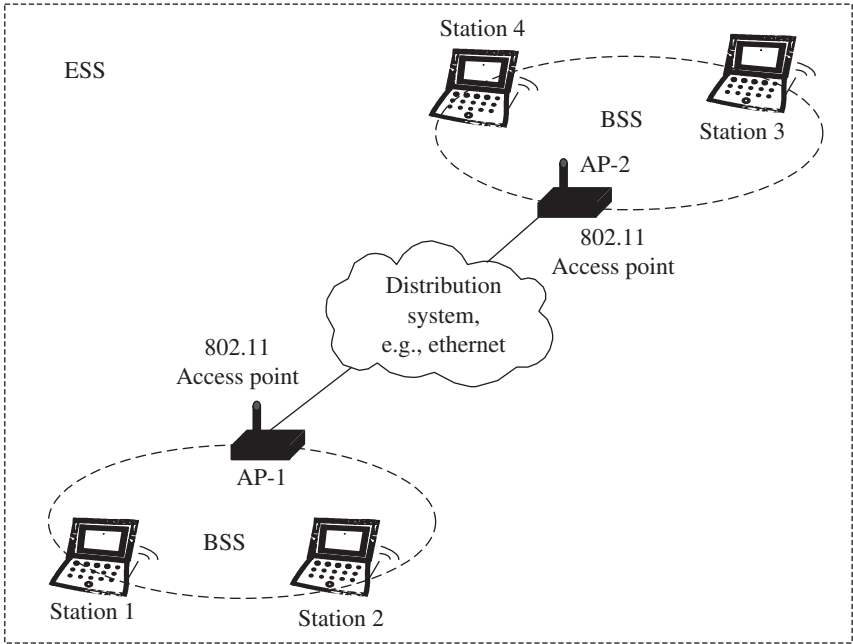 Station 4
ESS
BSS
Station 3
AP-2
802.11
Access point
Distribution
system,
e.g., ethernet
802.11
Access point
AP-1
BSS
Station 1
Station 2